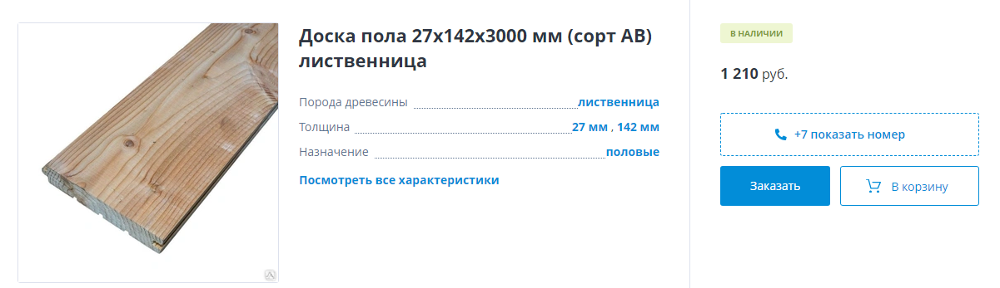 Доска пола 27х142х3000 мм (сорт АВ)
лиственница
Порода древесины лиственница
Толщина 27 мм , 142 мм
Назначение половые
Посмотреть все характеристики
В НАЛИЧИИ
1 210 руб.
+7 показать номер
Заказать
В корзину